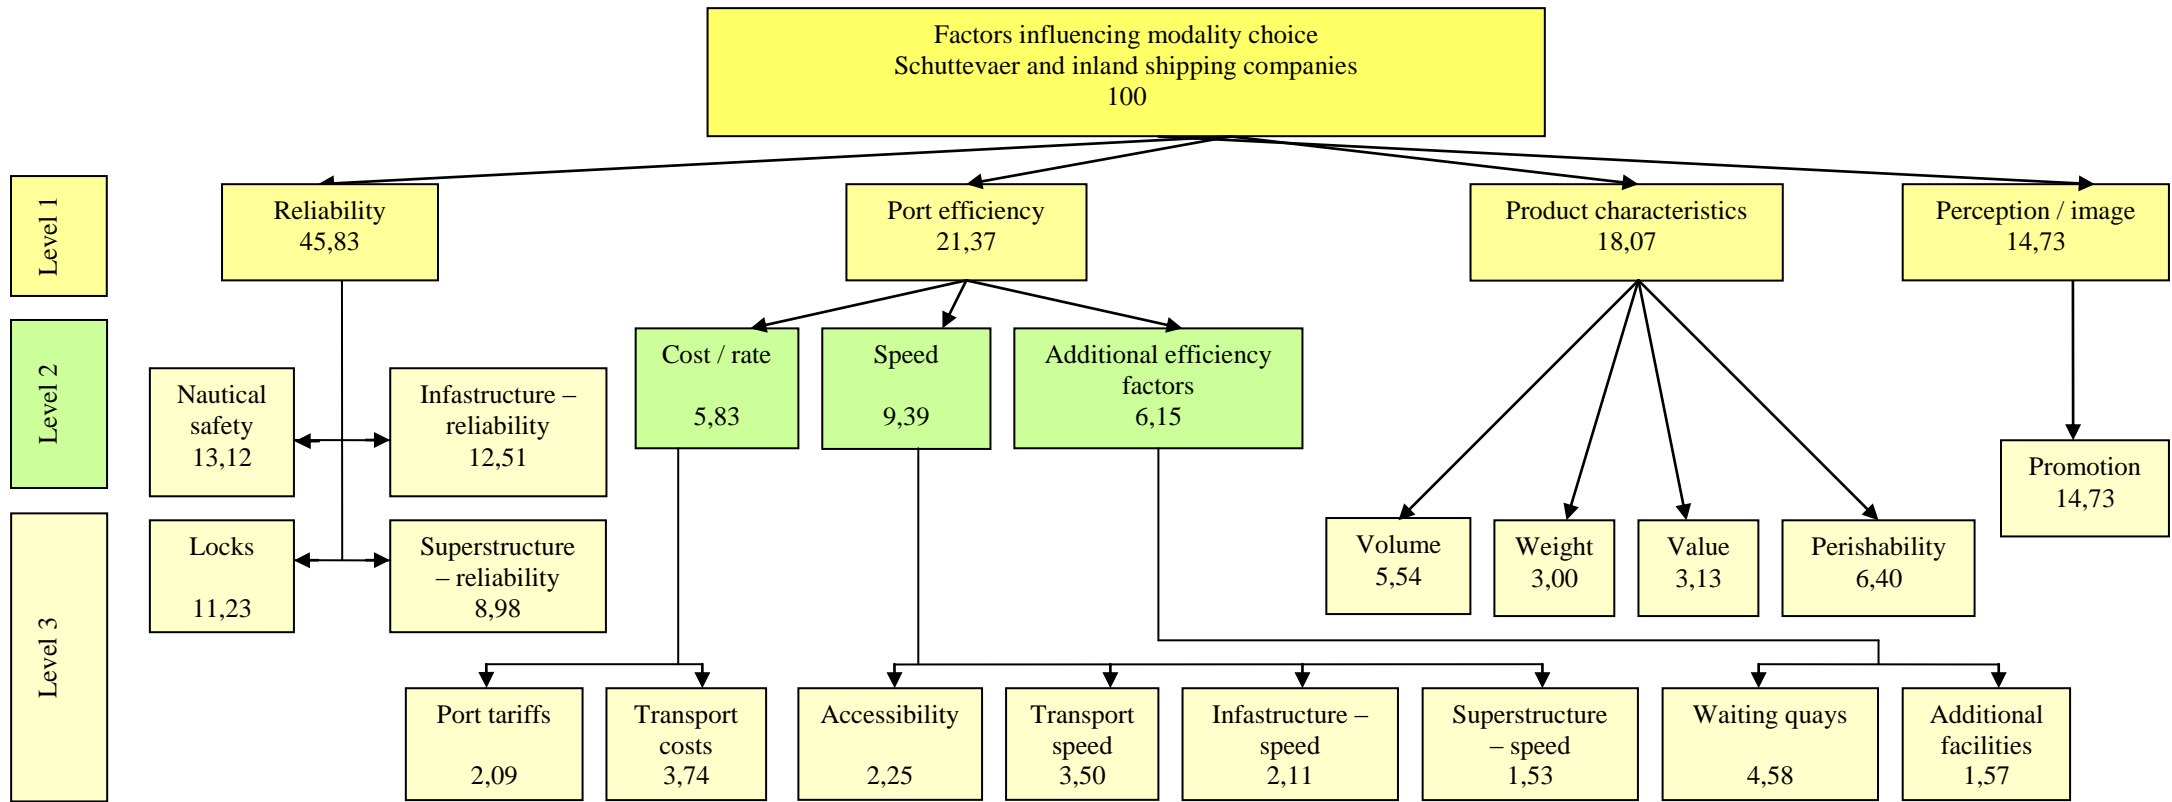 Factors influencing modality choice
Schuttevaer and inland shipping companies
100
Level 1
Reliability
45,83
Port efficiency
21,37
Product characteristics
18,07
Perception / image
14,73
Level 2
Cost / rate
5,83
Speed
9,39
Additional efficiency
factors
6,15
Nautical
safety
13,12
Infastructure –
reliability
12,51
Promotion
14,73
Level 3
Locks
11,23
Superstructure
– reliability
8,98
Volume
5,54
Weight
3,00
Value
3,13
Perishability
6,40
Port tariffs
2,09
Transport
costs
3,74
Accessibility
2,25
Transport
speed
3,50
Infastructure –
speed
2,11
Superstructure
– speed
1,53
Waiting quays
4,58
Additional
facilities
1,57